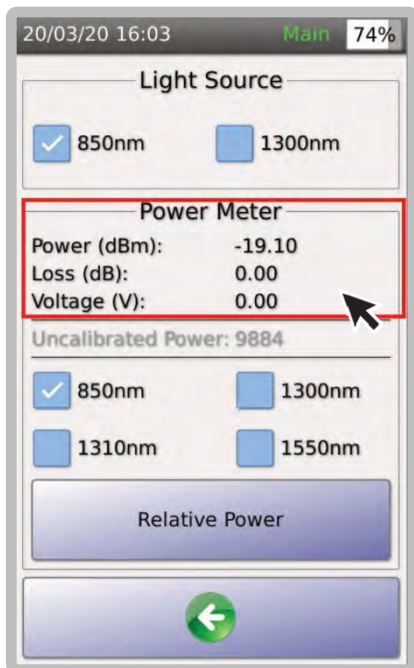 20/03/20 16:03 Main 74%
Light Source
850nm 1300nm
Power Meter
Power (dBm): -19.10
Loss (dB): 0.00
Voltage (V): 0.00
Uncalibrated Power: 9884
850nm 1300nm
1310nm 1550nm
Relative Power